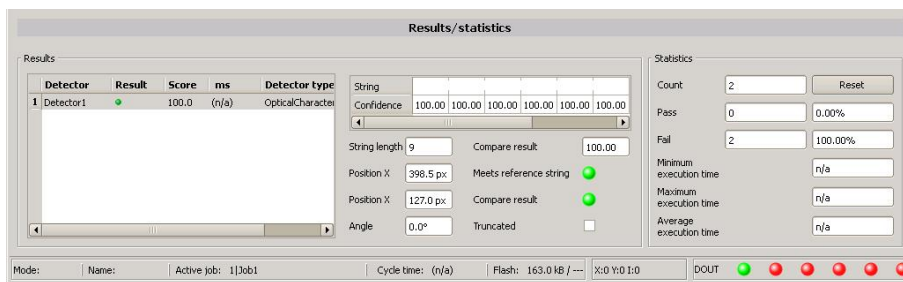 Results/statistics
Results
Statistics
Detector Result Score ms Detector type
1 Detector1 100.0 (n/a) OpticalCharacter
String
Confidence 100.00 100.00 100.00 100.00 100.00 100.00
String length 9 Compare result 100.00
Position X 398.5 px Meets reference string
Position X 127.0 px Compare result
Angle 0.0° Truncated
Count 2 Reset
Pass 0 0.00%
Fail 2 100.00%
Minimum
execution time n/a
Maximum
execution time n/a
Average
execution time n/a
Mode: Name: Active job: 1|Job1 Cycle time: (n/a) Flash: 163.0 kB / --- X:0 Y:0 I:0 DOUT